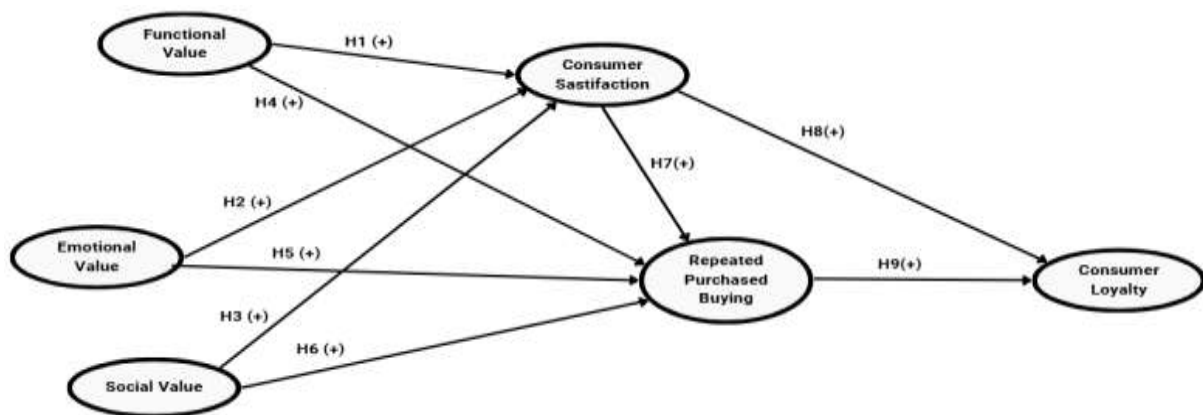 Functional
Value
H1 (+)
Consumer
Sastifaction
H4 (+)
H8(+)
H7(+)
H2 (+)
Emotional
Value
H5 (+)
Repeated
Purchased
Buying
H9(+)
Consumer
Loyalty
H3 (+)
H6 (+)
Social Value